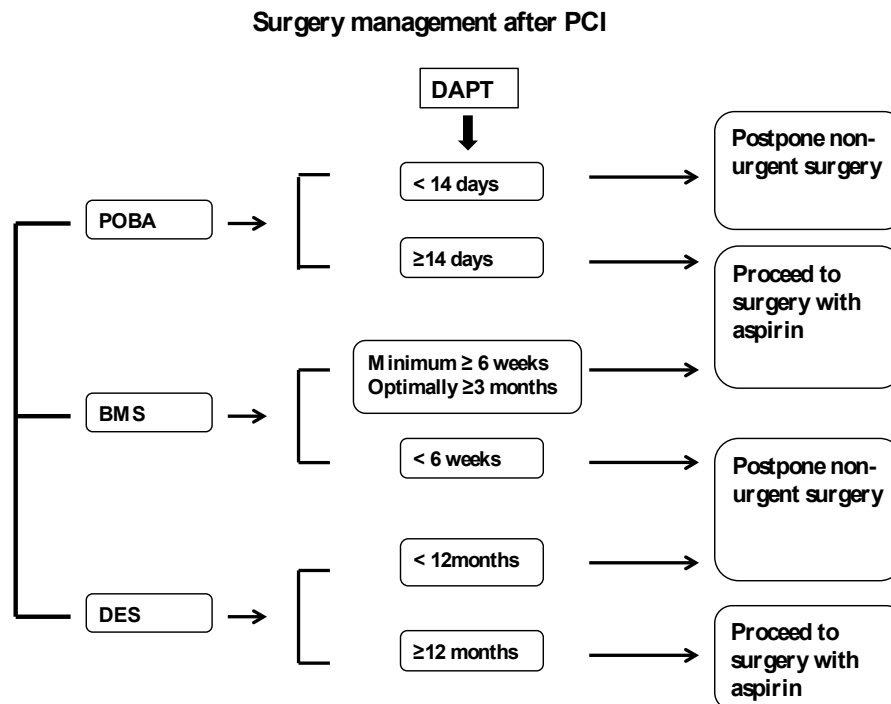 Surgery management after PCI
DAPT
POBA
< 14 days
Postpone non-
urgent surgery
≥14 days
Proceed to
surgery with
aspirin
BMS
Minimum ≥ 6 weeks
Optimally ≥3 months
< 6 weeks
Postpone non-
urgent surgery
DES
< 12months
≥12 months
Proceed to
surgery with
aspirin